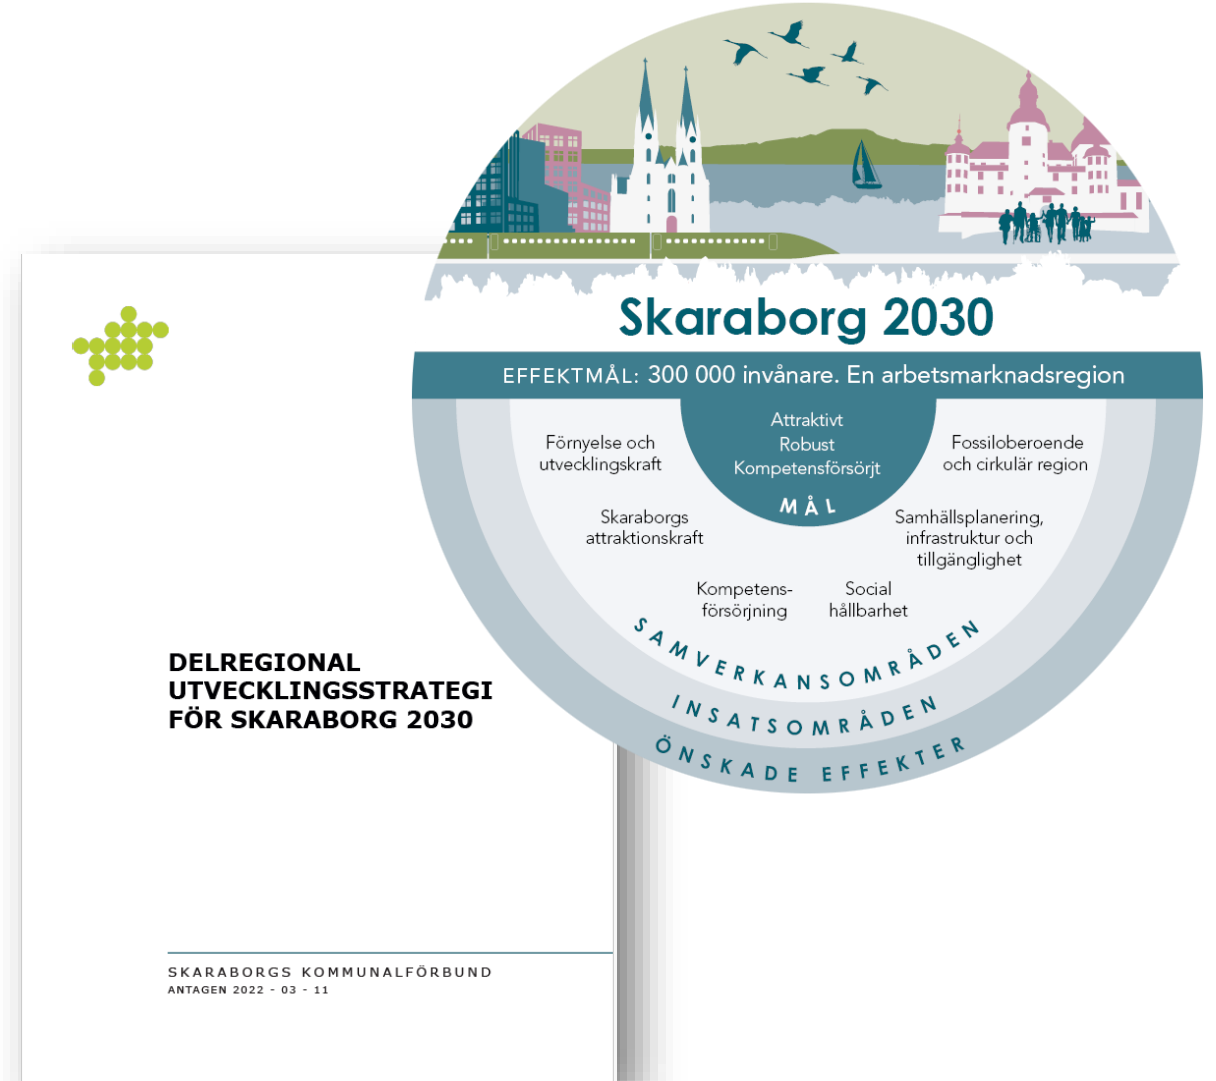 Skaraborg 2030
EFFEKTMÅL: 300 000 invånare. En arbetsmarknadsregion
Attraktivt
Robust
Kompetensförsörjt
MÅL
Förnyelse och
utvecklingskraft
Skaraborgs
attraktionskraft
Kompetens-
försörjning
Social
hållbarhet
Samhällsplanering,
infrastruktur och
tillgänglighet
Fossiloberoende
och cirkulär region
SAMVERKANSOMRÅDEN
INSATSOMRÅDEN
ÖNSKADE EFFEKTER
DELREGIONAL
UTVECKLINGSSTRATEGI
FÖR SKARABORG 2030
SKARABORGS KOMMUNALFÖRBUND
ANTAGEN 2022 - 03 - 11